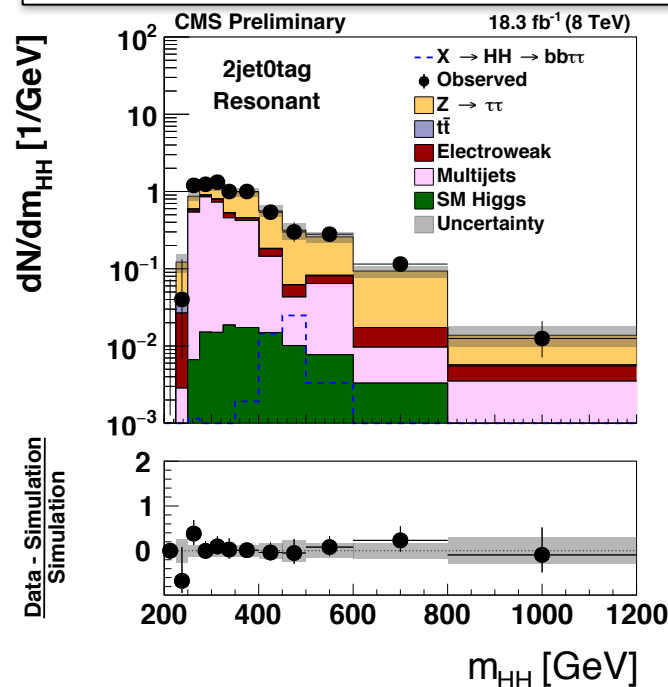 CMS Preliminary 18.3 fb⁻¹ (8 TeV)
2jet0tag
Resonant
X → HH → bbττ
Observed
Z → ττ
tt̄
Electroweak
Multijets
SM Higgs
Uncertainty
dN/dm_HH [1/GeV]
10²
10
1
10⁻¹
10⁻²
10⁻³
Data - Simulation
Simulation
2
1
0
200 400 600 800 1000 1200
m_HH [GeV]